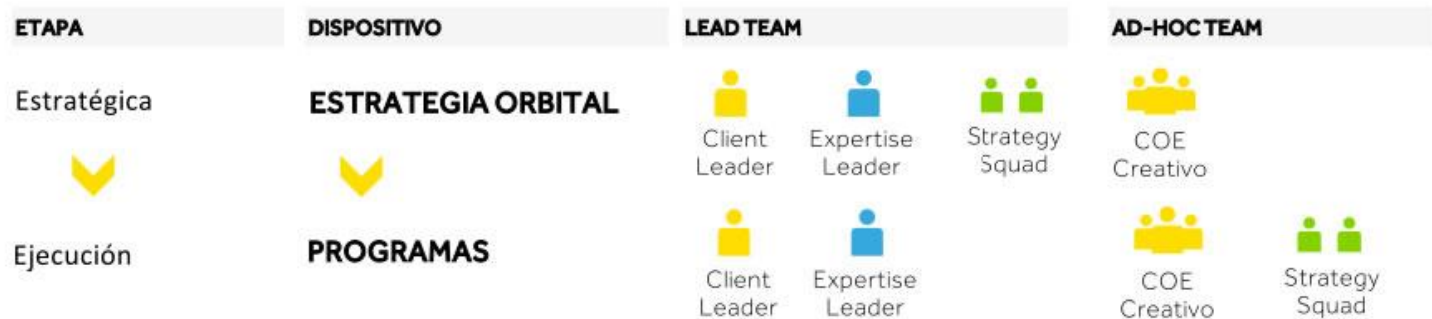 ETAPA DISPOSITIVO LEAD TEAM AD-HOC TEAM
Estratégica ESTRATEGIA ORBITAL
Client Expertise Strategy COE
Leader Leader Squad Creativo
Ejecución PROGRAMAS
Client Expertise COE Strategy
Leader Leader Creativo Squad